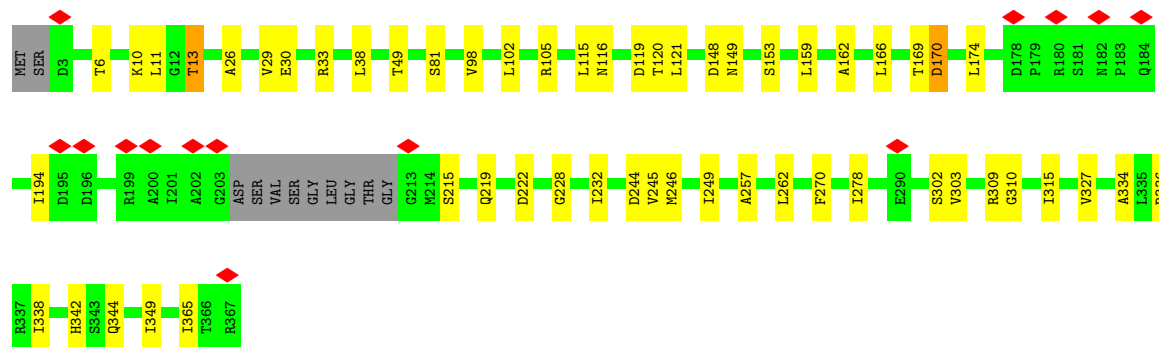 MET SER D3 T6 K10 L11 G12 T13 A26 V29 E30 R33 L38 T49 S81 V98 L102 R105 L115 N116 D119 T120 L121 D148 N149 S153 L159 A162 L166 T169 D170 L174 D178 P179 R180 S181 N182 P183 Q184
I194 D195 D196 R199 A200 I201 A202 G203 ASP SER VAL SER GLY LEU GLY THR GLY G213 M214 S215 Q219 D222 G228 I232 D244 V245 M246 I249 A257 L262 F270 I278 E290 S302 V303 R309 G310 I315 V327 A334 L335
R337 I338 H342 S343 Q344 I349 I365 T366 R367